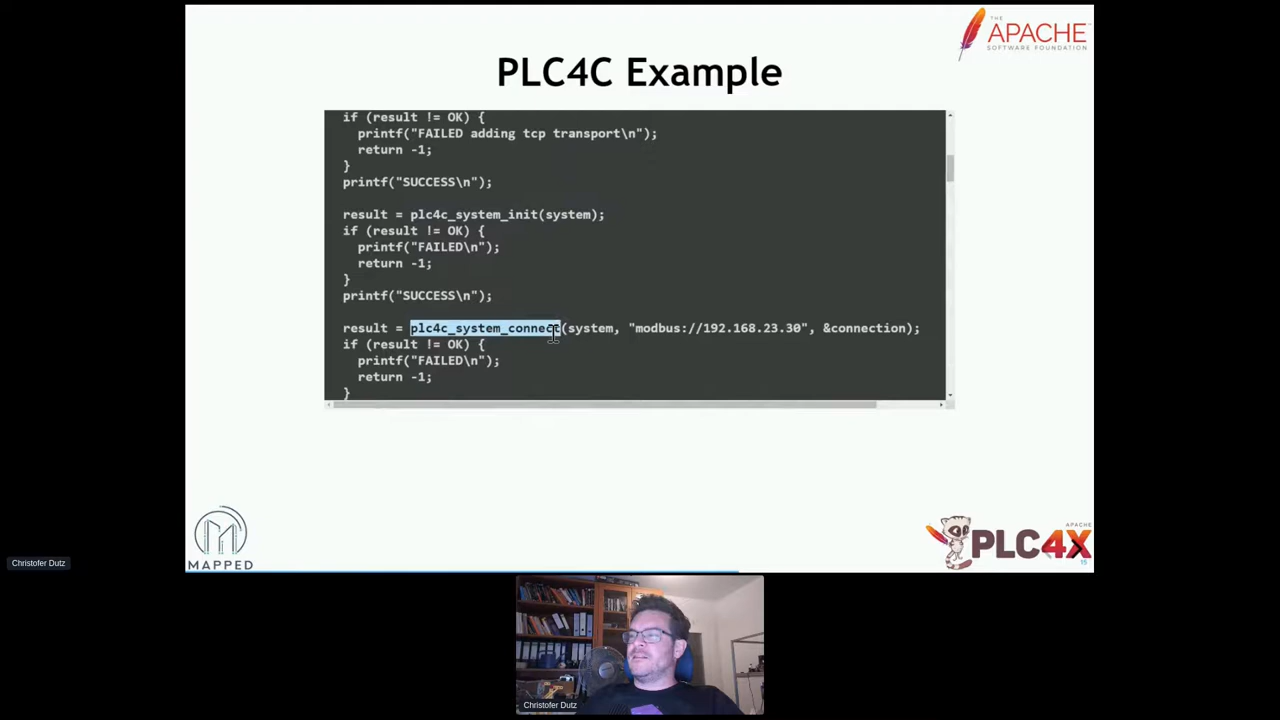 THE
APACHE
SOFTWARE FOUNDATION
PLC4C Example
if (result != OK) {
printf("FAILED adding tcp transport\n");
return -1;
}
printf("SUCCESS\n");
result = plc4c_system_init(system);
if (result != OK) {
printf("FAILED\n");
return -1;
}
printf("SUCCESS\n");
result = plc4c_system_connect(system, "modbus://192.168.23.30", &connection);
if (result != OK) {
printf("FAILED\n");
return -1;
}
MAPPED
APACHE
PLC4X
15
Christofer Dutz
Christofer Dutz